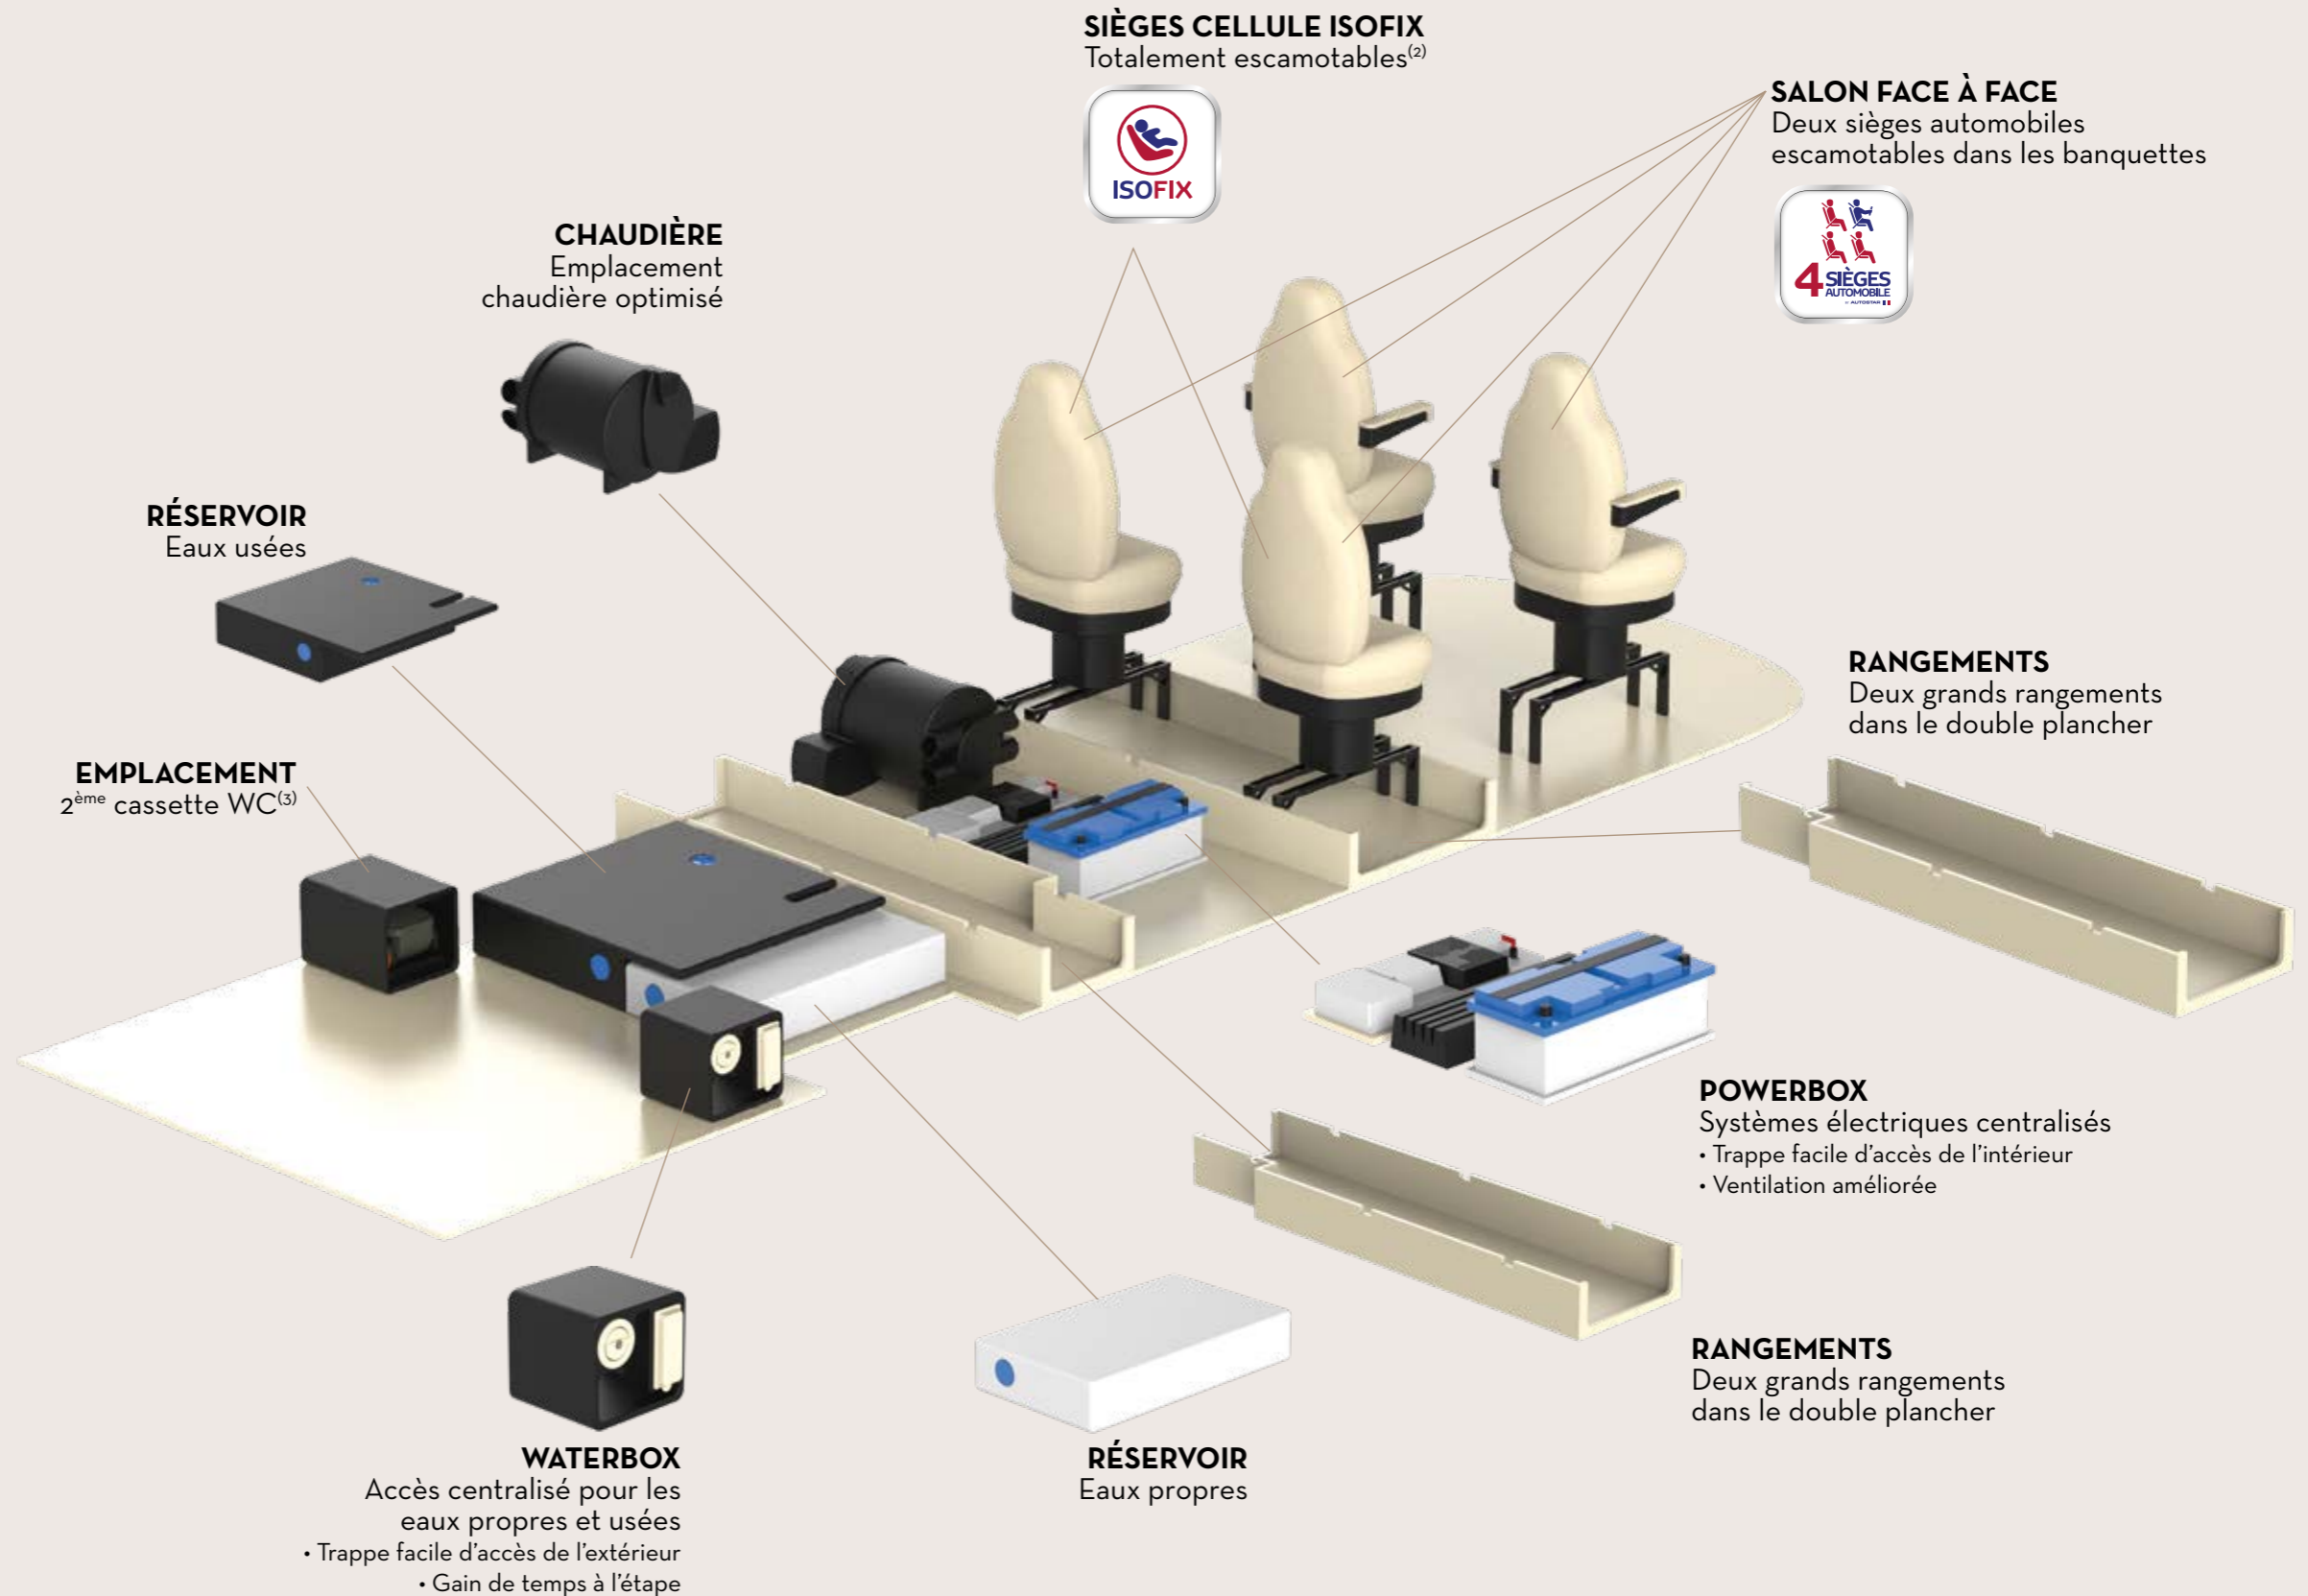 SIÈGES CELLULE ISOFIX
Totalement escamotables(2)
ISOFIX
SALON FACE À FACE
Deux sièges automobiles
escamotables dans les banquettes
4 SIÈGES
AUTOMOBILE
BY AUTOSTAR
CHAUDIÈRE
Emplacement
chaudière optimisé
RÉSERVOIR
Eaux usées
EMPLACEMENT
2ème cassette WC(3)
RANGEMENTS
Deux grands rangements
dans le double plancher
POWERBOX
Systèmes électriques centralisés
• Trappe facile d’accès de l’intérieur
• Ventilation améliorée
RANGEMENTS
Deux grands rangements
dans le double plancher
RÉSERVOIR
Eaux propres
WATERBOX
Accès centralisé pour les
eaux propres et usées
• Trappe facile d’accès de l’extérieur
• Gain de temps à l’étape